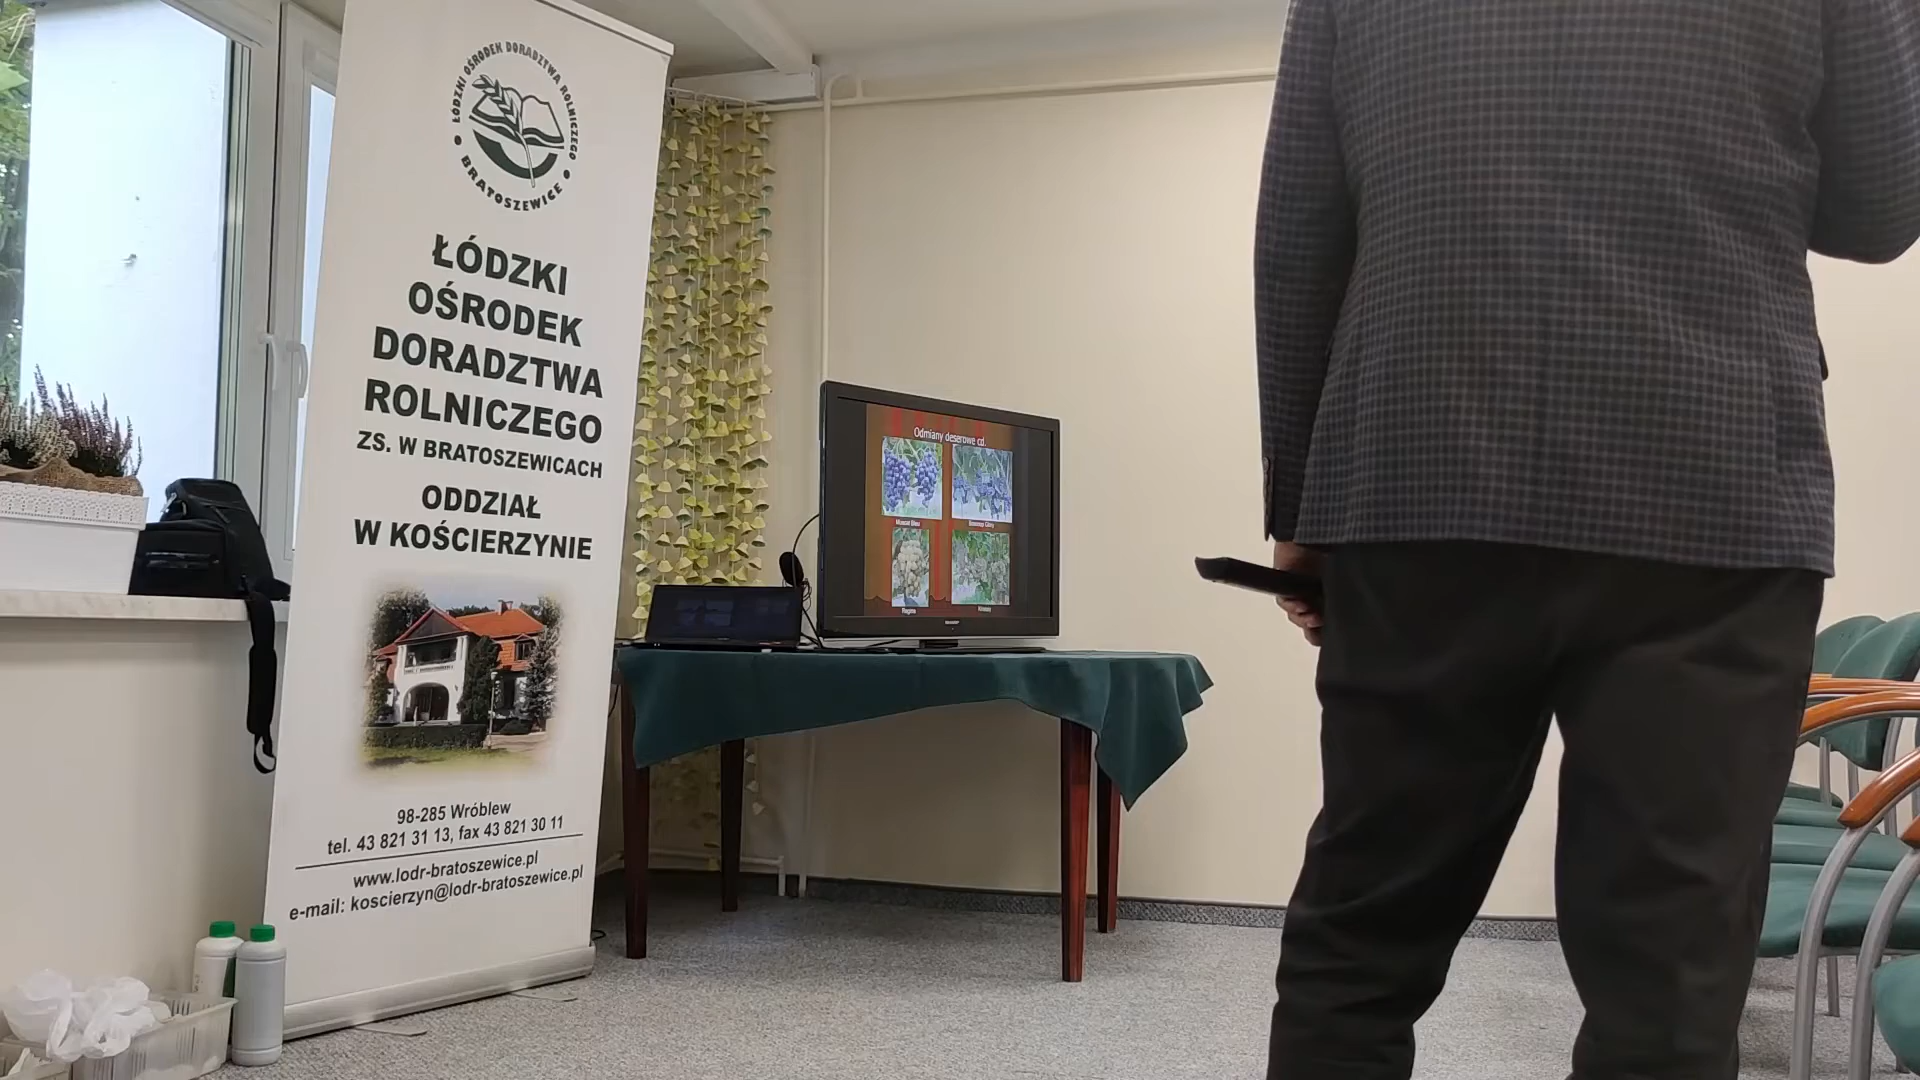 ŁÓDZKI OŚRODEK DORADZTWA ROLNICZEGO
• BRATOSZEWICE •
ŁÓDZKI
OŚRODEK
DORADZTWA
ROLNICZEGO
ZS. W BRATOSZEWICACH
ODDZIAŁ
W KOŚCIERZYNIE
98-285 Wróblew
tel. 43 821 31 13, fax 43 821 30 11
www.lodr-bratoszewice.pl
e-mail: koscierzyn@lodr-bratoszewice.pl
Odmiany deserowe cd.
Muscat Bleu